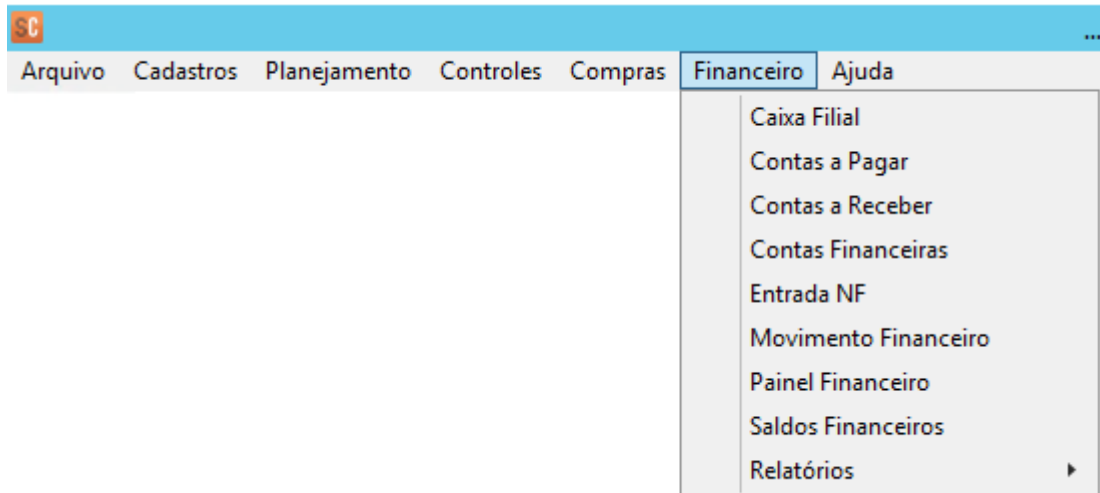 SC
...
Arquivo Cadastros Planejamento Controles Compras Financeiro Ajuda
Caixa Filial
Contas a Pagar
Contas a Receber
Contas Financeiras
Entrada NF
Movimento Financeiro
Painel Financeiro
Saldos Financeiros
Relatórios